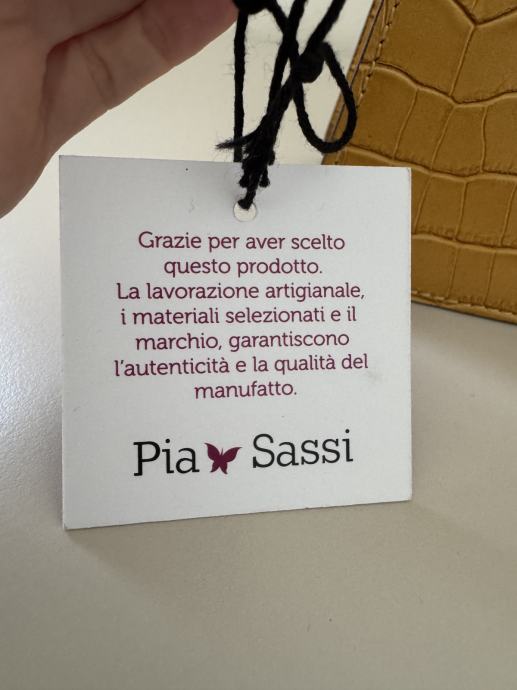 Grazie per aver scelto
questo prodotto.
La lavorazione artigianale,
i materiali selezionati e il
marchio, garantiscono
l'autenticità e la qualità del
manufatto.
Pia Sassi